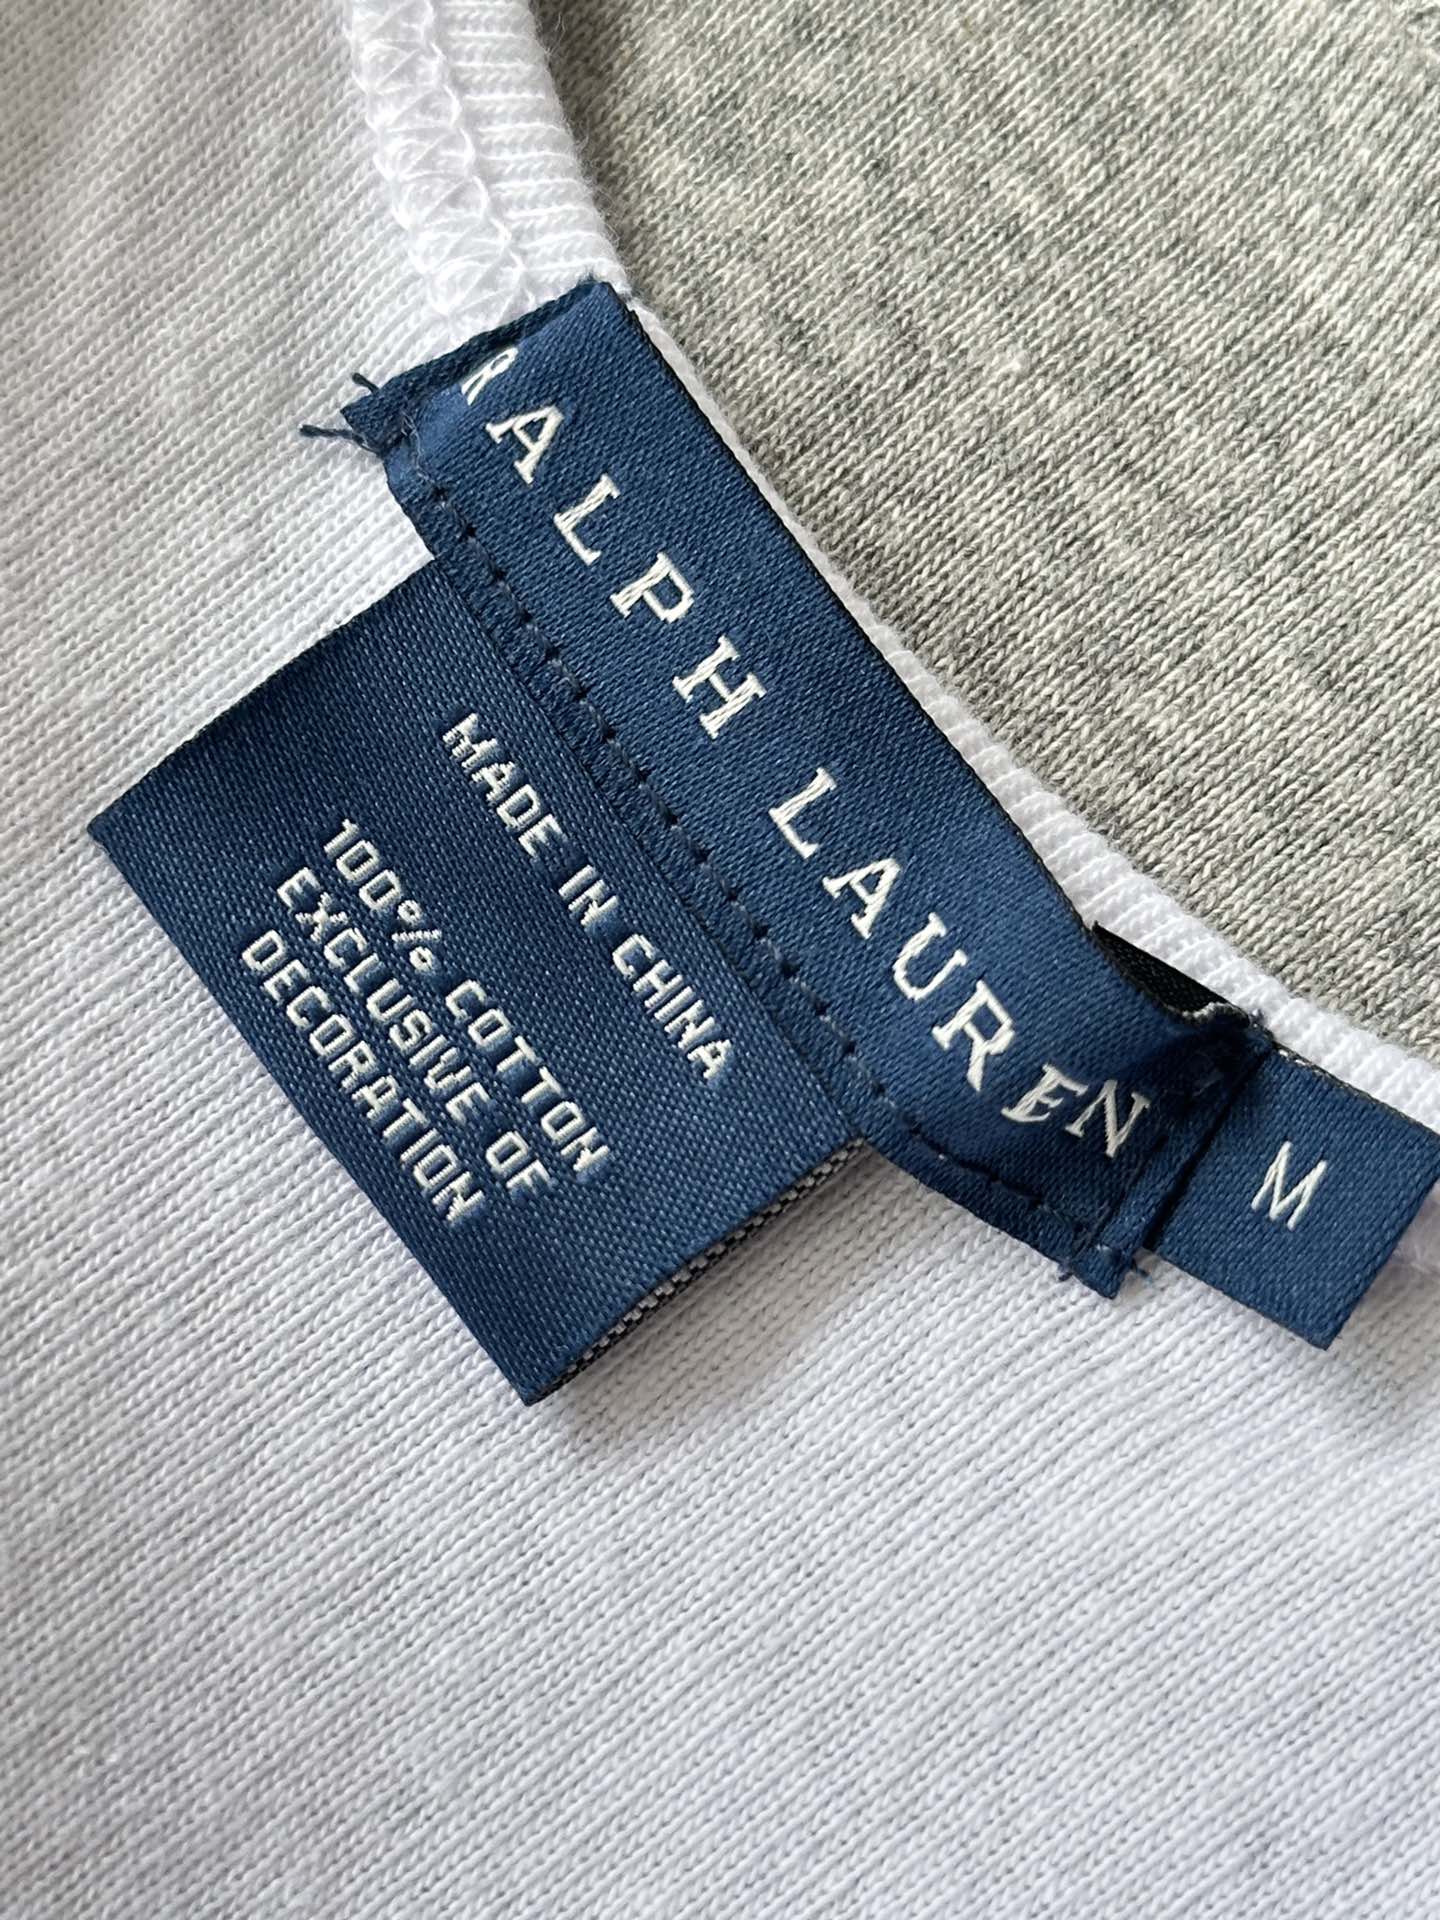 RALPH LAUREN
M
MADE IN CHINA
100% COTTON
EXCLUSIVE OF
DECORATION